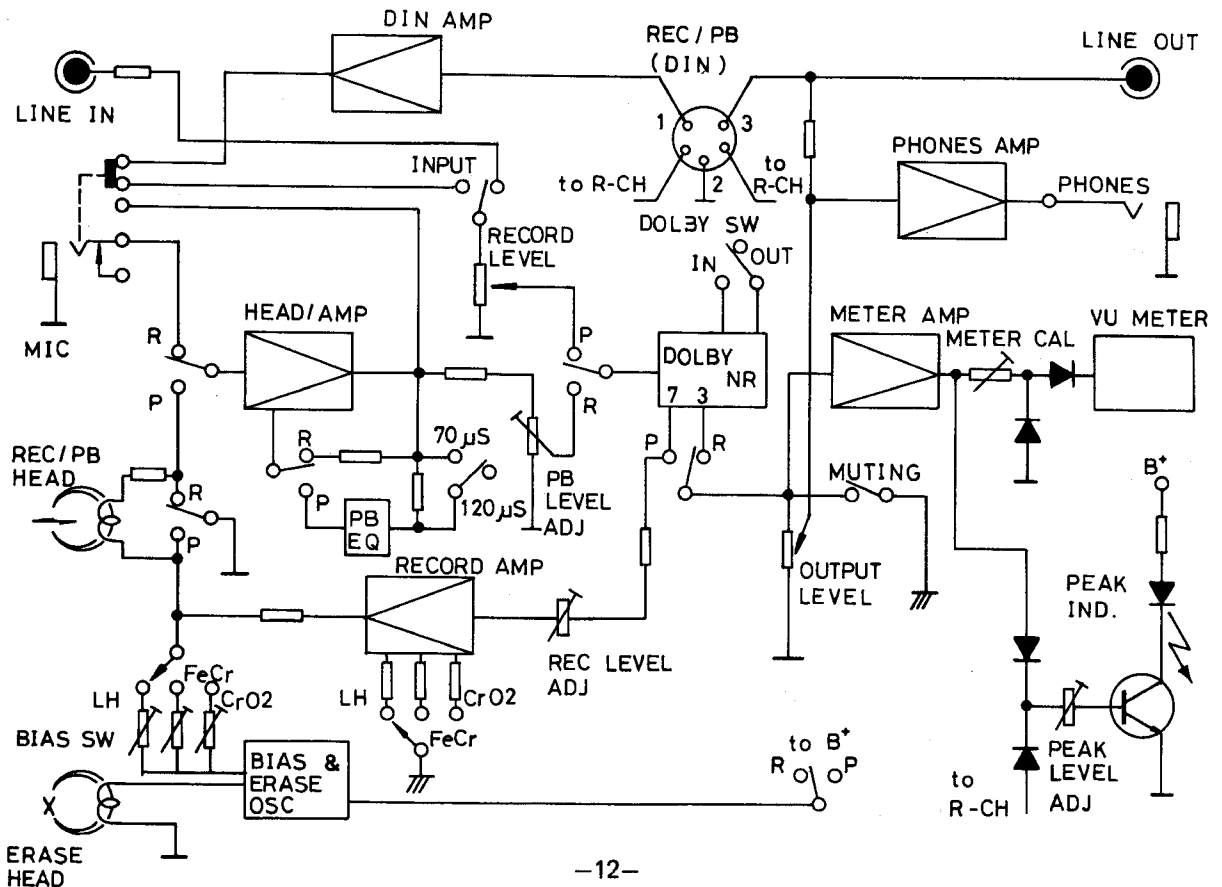 DIN AMP
REC / PB
(DIN)
LINE OUT
LINE IN
1
3
2
INPUT
to R-CH
to
R-CH
PHONES AMP
PHONES
RECORD
LEVEL
DOLBY SW
IN
OUT
MIC
R
P
HEAD/AMP
P
R
DOLBY
NR
7 3
METER AMP
METER CAL
VU METER
REC/PB
HEAD
R
P
R
P
70 µS
120 µS
PB
EQ
PB
LEVEL
ADJ
P
R
MUTING
OUTPUT
LEVEL
B+
PEAK
IND.
RECORD AMP
REC LEVEL
ADJ
LH
FeCr
CrO2
BIAS SW
LH
CrO2
FeCr
BIAS &
ERASE
OSC
to B+
R
P
to
R-CH
PEAK
LEVEL
ADJ
X
ERASE
HEAD
–12–